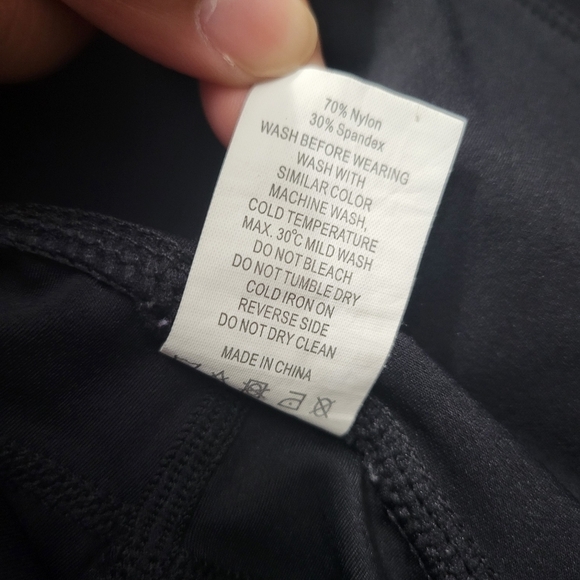 70% Nylon
30% Spandex
WASH BEFORE WEARING
WASH WITH
SIMILAR COLOR
MACHINE WASH,
COLD TEMPERATURE
MAX. 30°C MILD WASH
DO NOT BLEACH
DO NOT TUMBLE DRY
COLD IRON ON
REVERSE SIDE
DO NOT DRY CLEAN
MADE IN CHINA